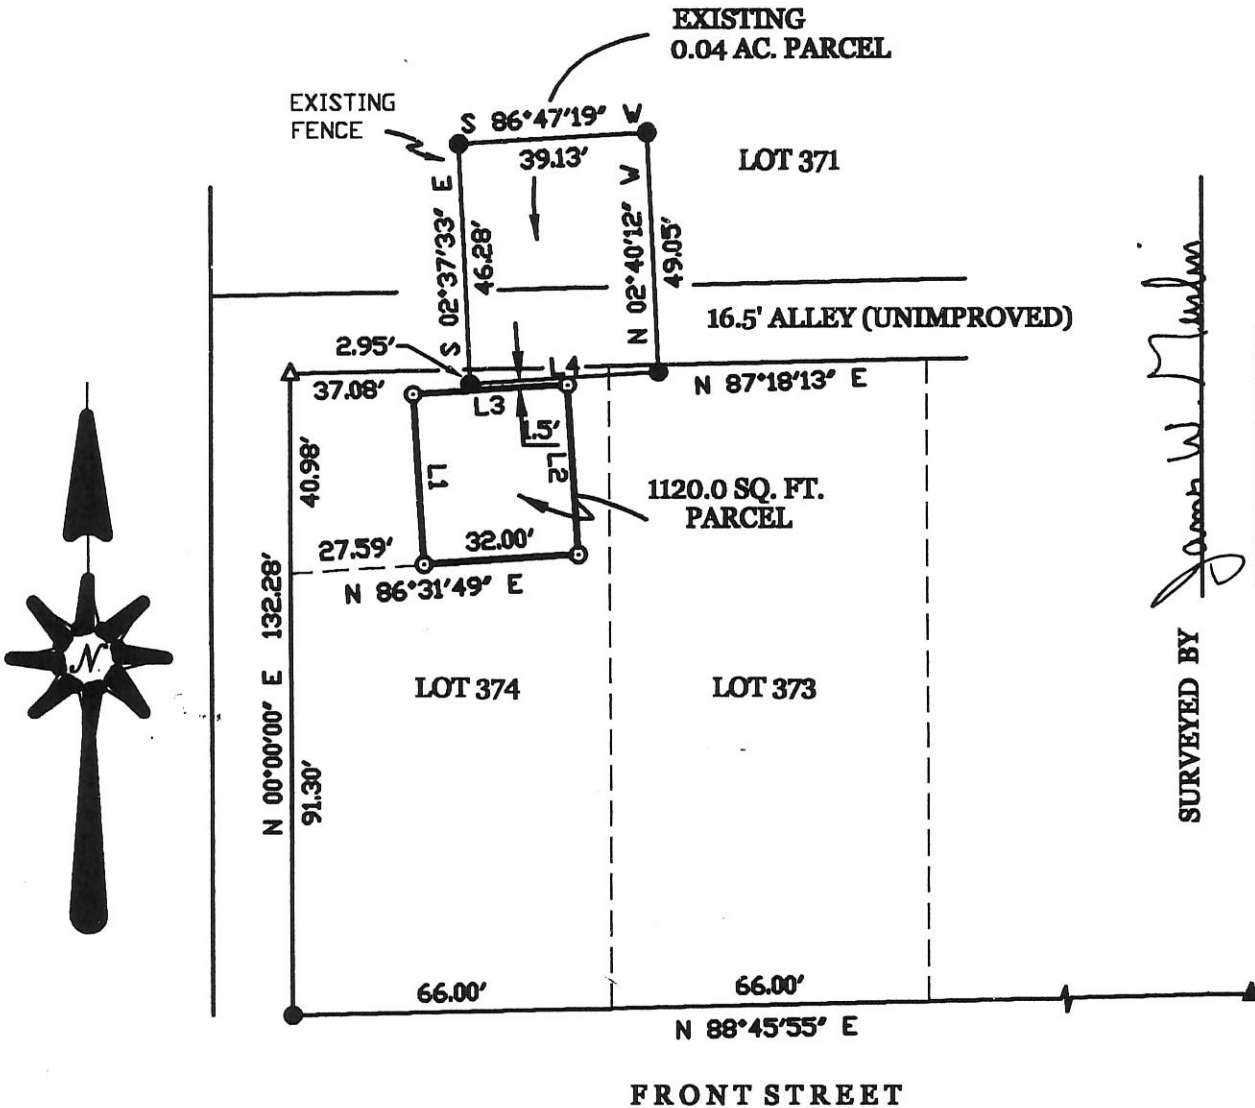 EXISTING
0.04 AC. PARCEL
EXISTING
FENCE
S 86°47'19" W
39.13'
LOT 371
S 02°37'33" E
46.28'
N 02°40'12" W
49.05'
16.5' ALLEY (UNIMPROVED)
2.95'
L4
37.08'
N 87°18'13" E
L3
1.5'
40.98'
L1
L2
1120.0 SQ. FT.
PARCEL
27.59'
32.00'
N 86°31'49" E
N 00°00'00" E 132.28'
N
LOT 374
LOT 373
91.30'
SURVEYED BY
66.00'
66.00'
N 88°45'55" E
FRONT STREET